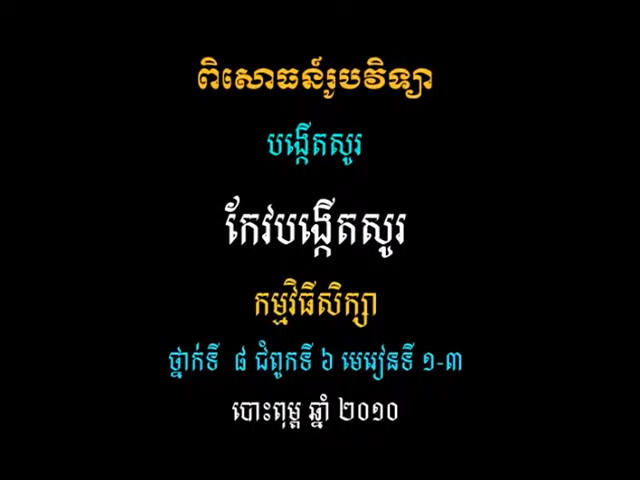 ពិសោធន៍រូបវិទ្យា
បង្កើតសូរ
កែវបង្កើតសូរ
កម្មវិធីសិក្សា
ថ្នាក់ទី ៨ ជំពូកទី ៦ មេរៀនទី ១-៣
បោះពុម្ព ឆ្នាំ ២០១០